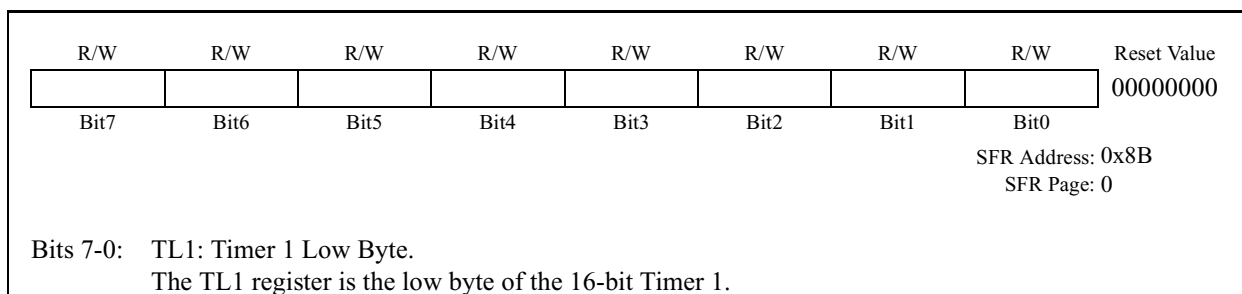 R/W R/W R/W R/W R/W R/W R/W R/W Reset Value
00000000
Bit7 Bit6 Bit5 Bit4 Bit3 Bit2 Bit1 Bit0
SFR Address: 0x8B
SFR Page: 0
Bits 7-0: TL1: Timer 1 Low Byte.
The TL1 register is the low byte of the 16-bit Timer 1.